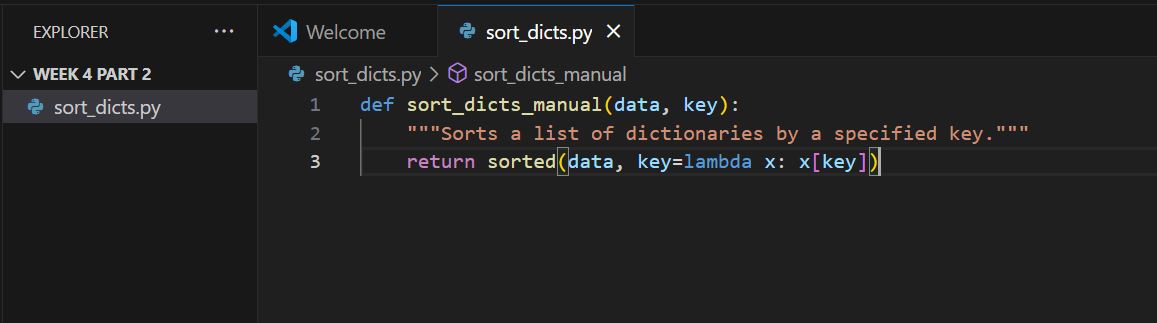 EXPLORER ···
WEEK 4 PART 2
sort_dicts.py
Welcome
sort_dicts.py
sort_dicts.py > sort_dicts_manual
1 def sort_dicts_manual(data, key):
2     """Sorts a list of dictionaries by a specified key."""
3     return sorted(data, key=lambda x: x[key])